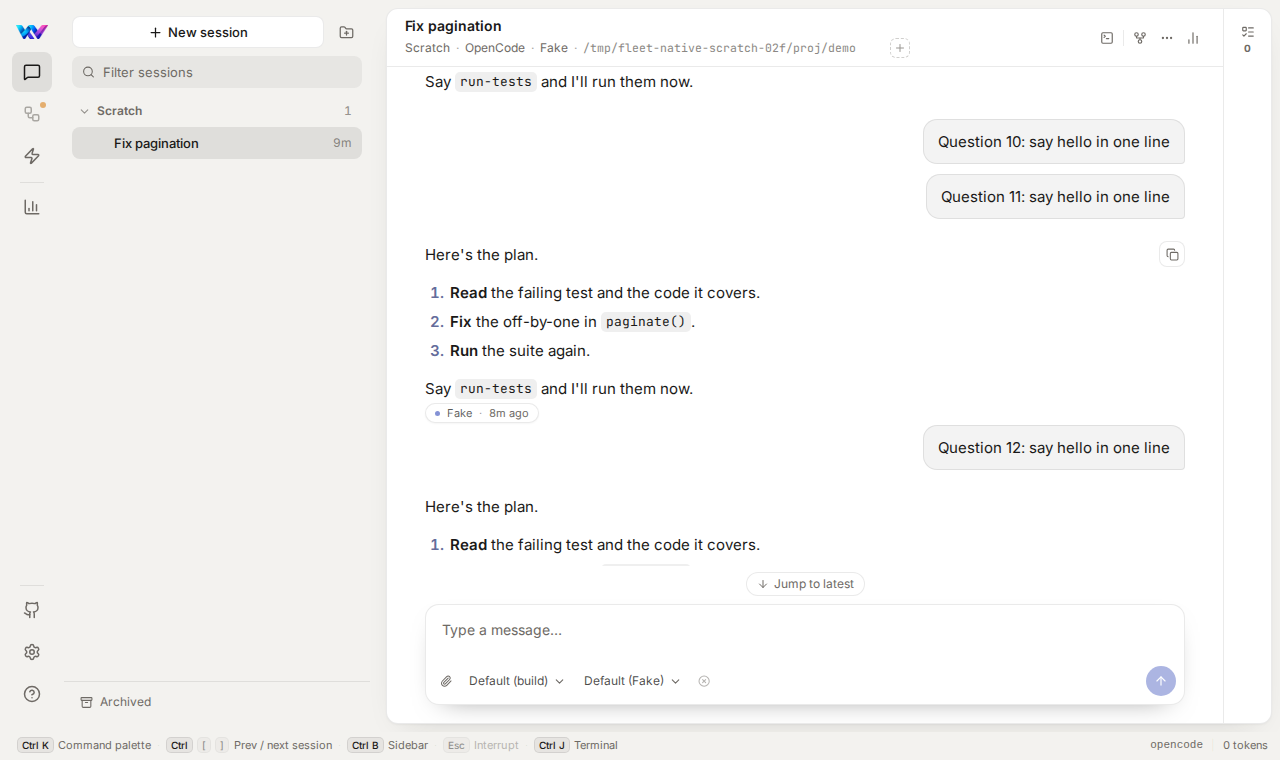 New session
Filter sessions
Scratch 1
Fix pagination 9m
Archived
Fix pagination
Scratch · OpenCode · Fake · /tmp/fleet-native-scratch-02f/proj/demo
0
Say run-tests and I'll run them now.
Question 10: say hello in one line
Question 11: say hello in one line
Here's the plan.
1. Read the failing test and the code it covers.
2. Fix the off-by-one in paginate().
3. Run the suite again.
Say run-tests and I'll run them now.
Fake · 8m ago
Question 12: say hello in one line
Here's the plan.
1. Read the failing test and the code it covers.
Jump to latest
Type a message...
Default (build) Default (Fake)
Ctrl K Command palette Ctrl [ ] Prev / next session Ctrl B Sidebar Esc Interrupt Ctrl J Terminal opencode 0 tokens